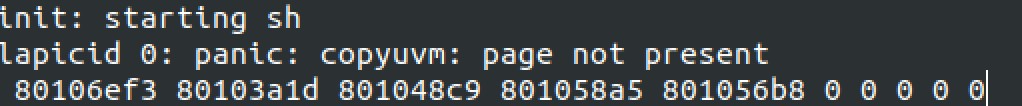 init: starting sh
lapicid 0: panic: copyuvm: page not present
80106ef3 80103a1d 801048c9 801058a5 801056b8 0 0 0 0 0